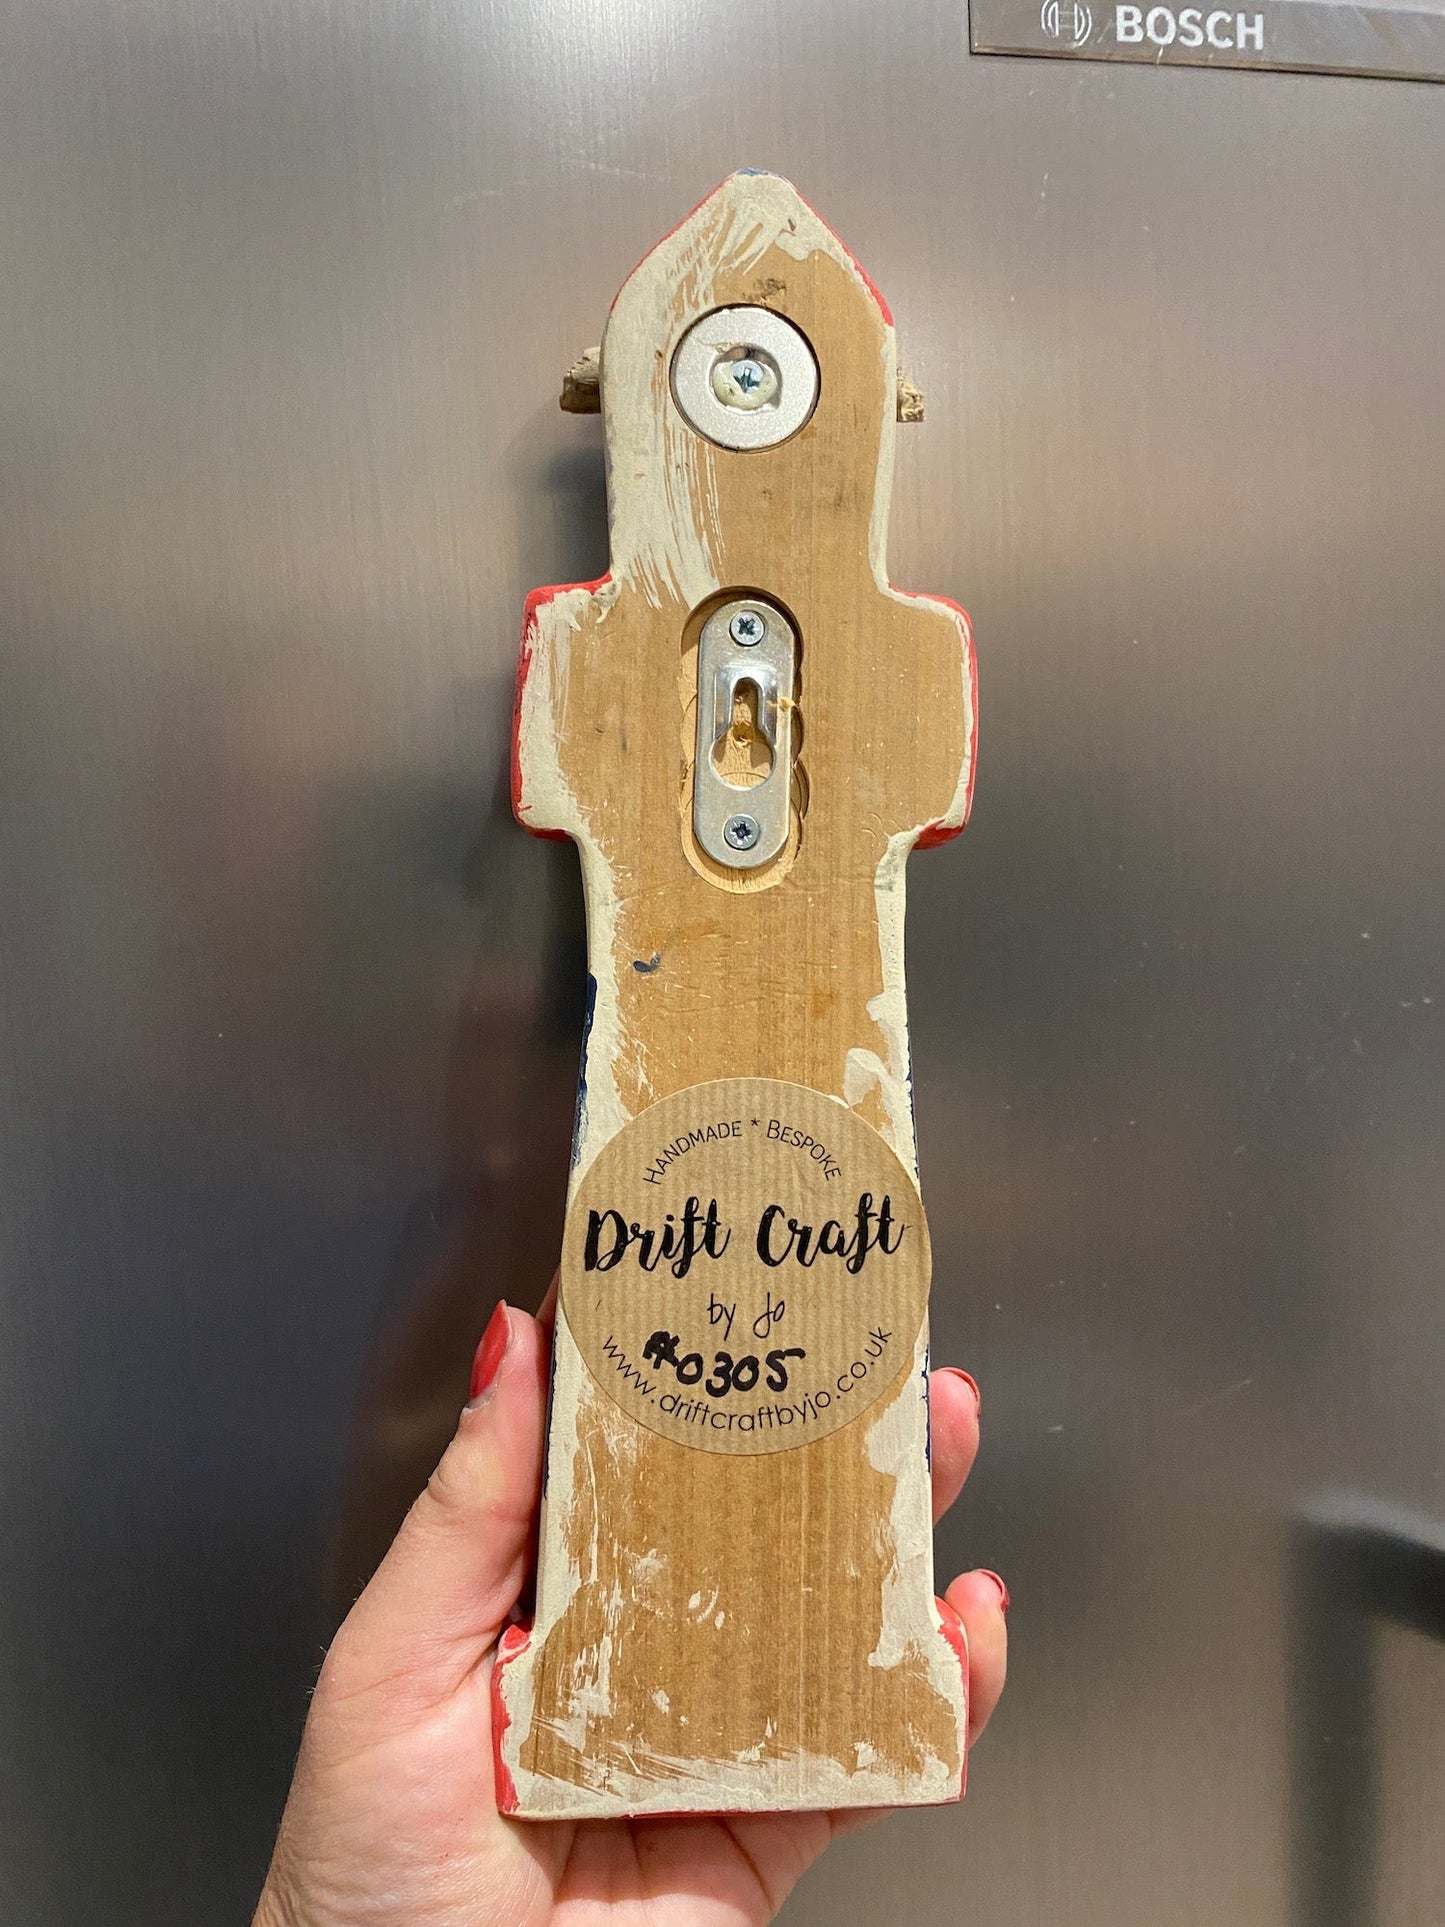 BOSCH
HANDMADE * BESPOKE
Drift Craft
by Jo
#0305
www.driftcraftbyjo.co.uk